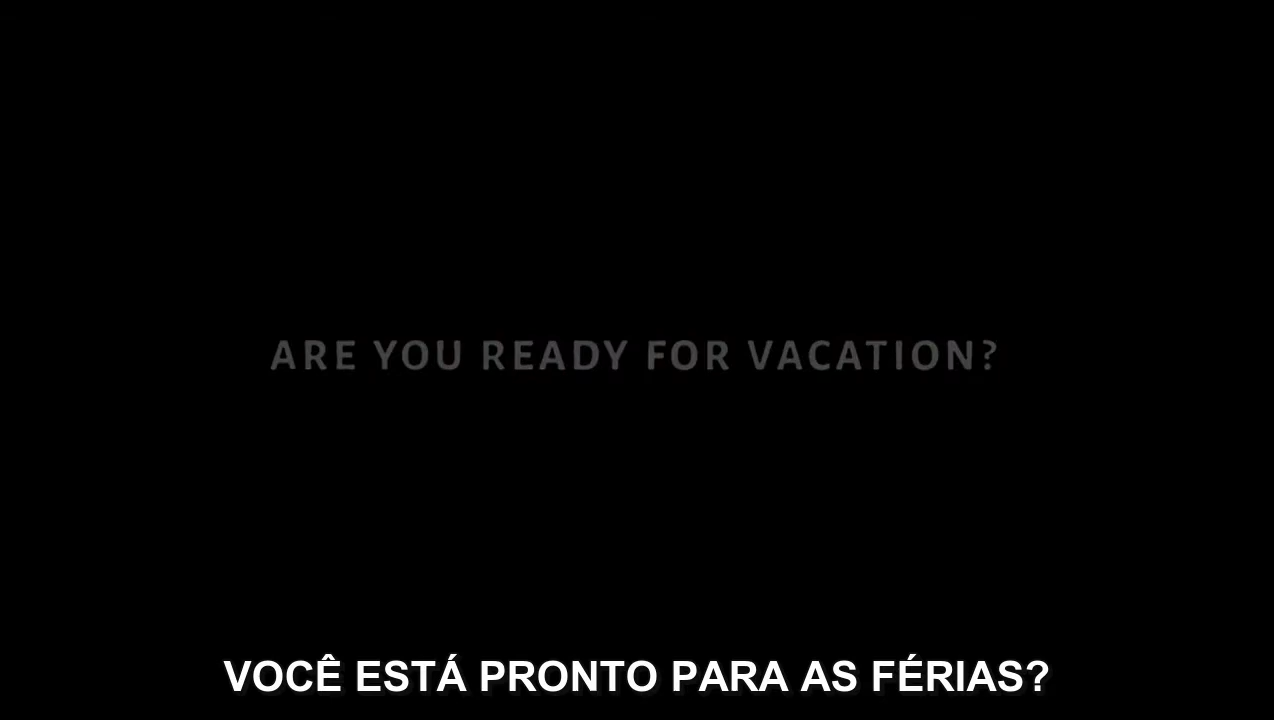 ARE YOU READY FOR VACATION?
VOCÊ ESTÁ PRONTO PARA AS FÉRIAS?